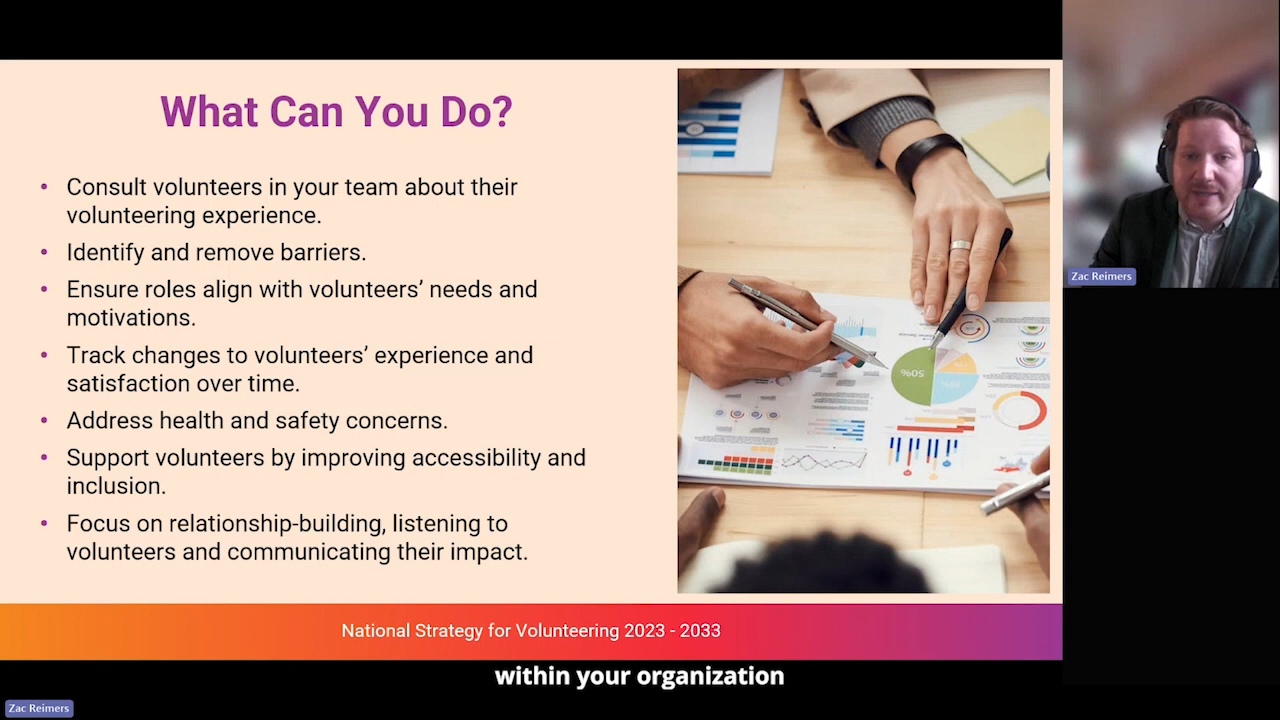 What Can You Do?
• Consult volunteers in your team about their
volunteering experience.
• Identify and remove barriers.
• Ensure roles align with volunteers’ needs and
motivations.
• Track changes to volunteers’ experience and
satisfaction over time.
• Address health and safety concerns.
• Support volunteers by improving accessibility and
inclusion.
• Focus on relationship-building, listening to
volunteers and communicating their impact.
50%
Zac Reimers
National Strategy for Volunteering 2023 - 2033
within your organization
Zac Reimers